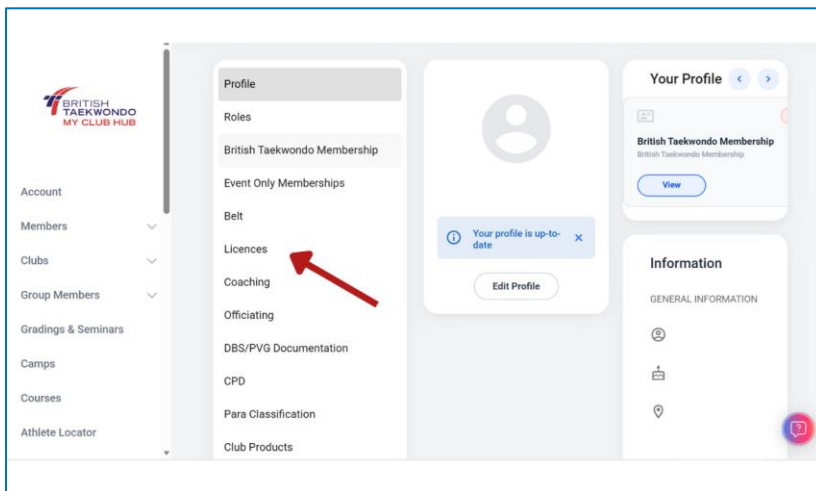 BRITISH
TAEKWONDO
MY CLUB HUB
Account
Members
Clubs
Group Members
Gradings & Seminars
Camps
Courses
Athlete Locator
Profile
Roles
British Taekwondo Membership
Event Only Memberships
Belt
Licences
Coaching
Officiating
DBS/PVG Documentation
CPD
Para Classification
Club Products
Your profile is up-to-
date
Edit Profile
Your Profile
British Taekwondo Membership
British Taekwondo Membership
View
Information
GENERAL INFORMATION